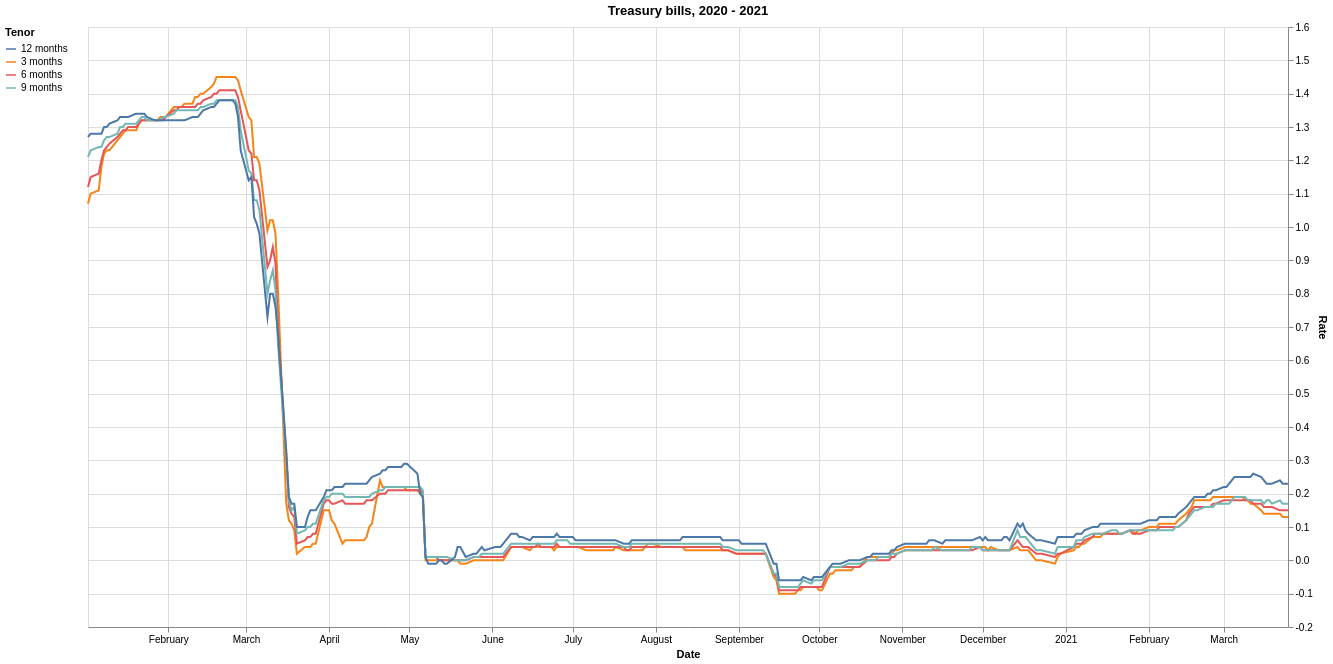 Treasury bills, 2020 - 2021
Tenor
12 months
3 months
6 months
9 months
1.6
1.5
1.4
1.3
1.2
1.1
1.0
0.9
0.8
0.7
0.6
0.5
0.4
0.3
0.2
0.1
0.0
-0.1
-0.2
Rate
February March April May June July August September October November December 2021 February March
Date